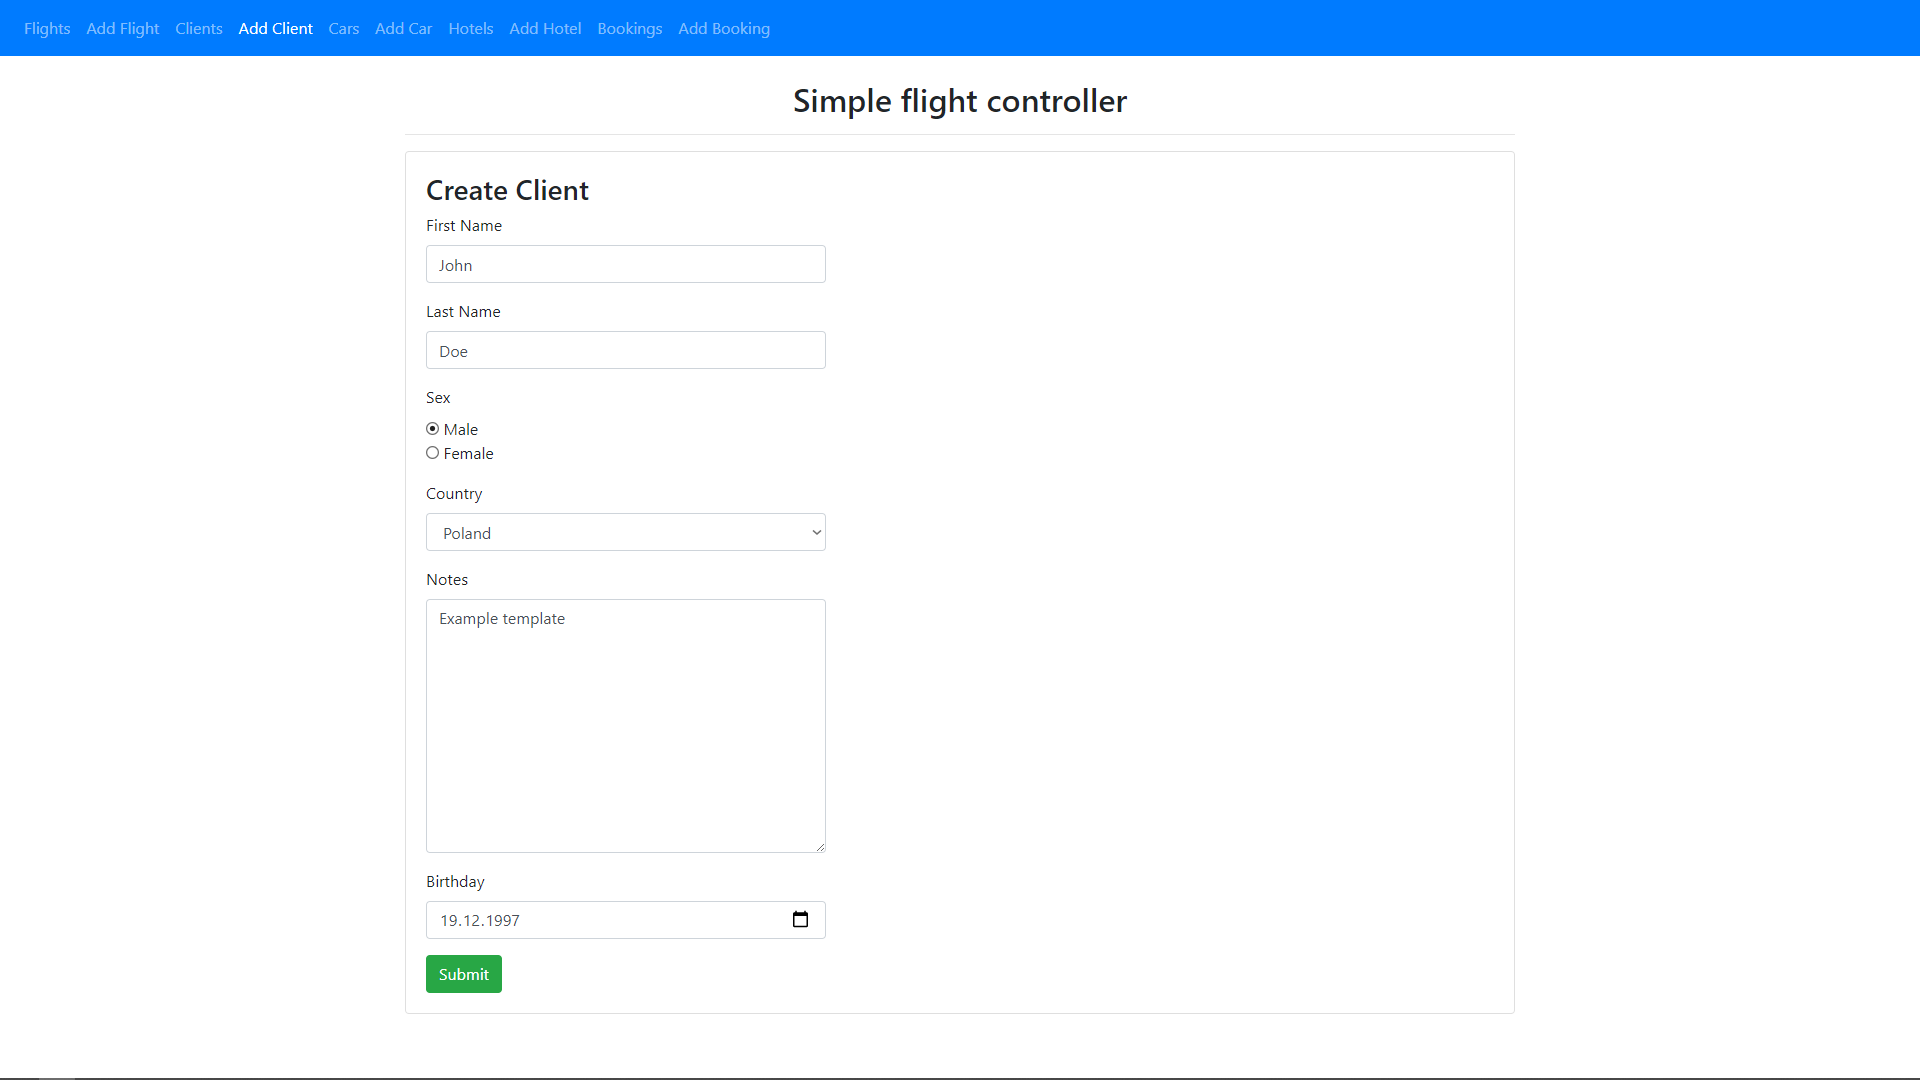 Flights Add Flight Clients Add Client Cars Add Car Hotels Add Hotel Bookings Add Booking
Simple flight controller
Create Client
First Name
John
Last Name
Doe
Sex
Male
Female
Country
Poland
Notes
Example template
Birthday
19.12.1997
Submit